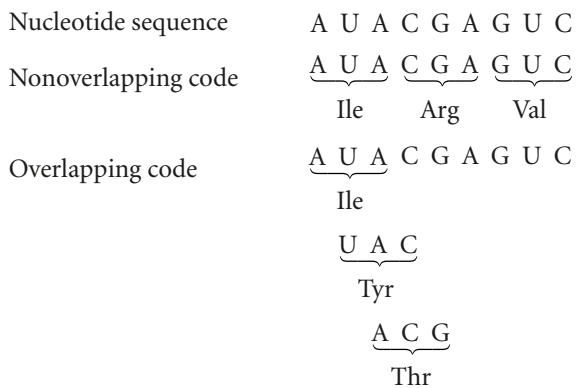 Nucleotide sequence A U A C G A G U C
Nonoverlapping code A U A C G A G U C
Ile Arg Val
Overlapping code A U A C G A G U C
Ile
U A C
Tyr
A C G
Thr